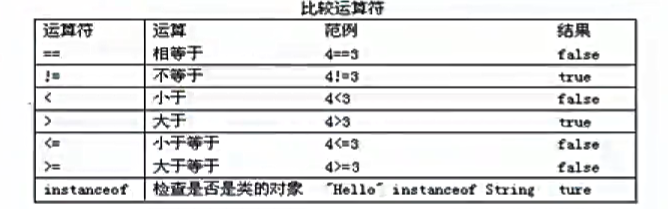 比较运算符
运算符 运算 范例 结果
== 相等于 4==3 false
!= 不等于 4!=3 true
< 小于 4<3 false
> 大于 4>3 true
<= 小于等于 4<=3 false
>= 大于等于 4>=3 false
instanceof 检查是否是类的对象 "Hello" instanceof String ture